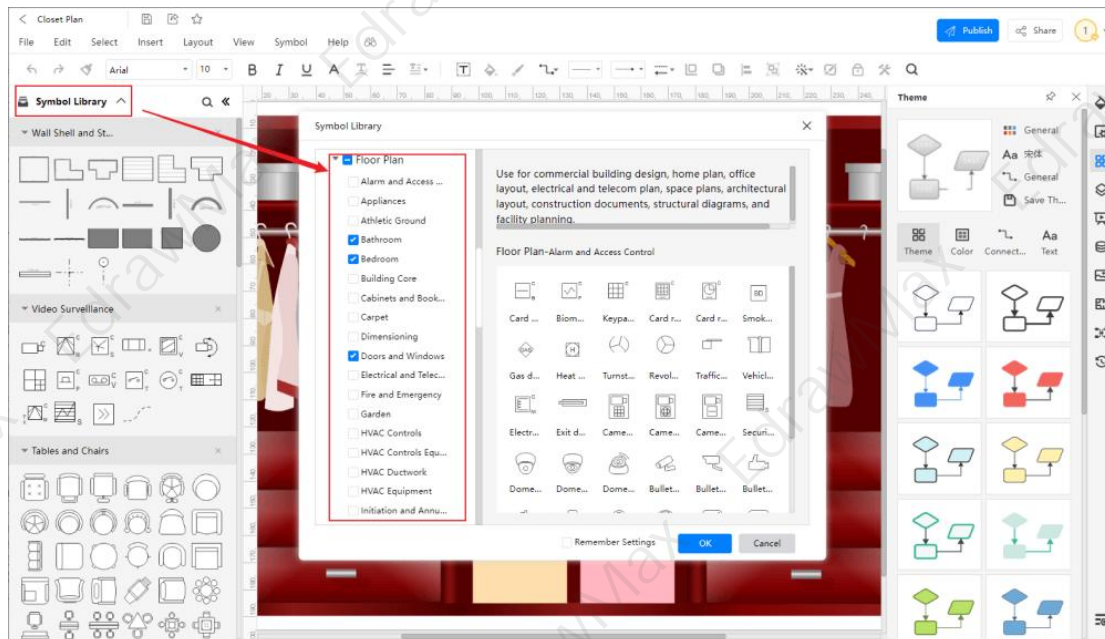 Closet Plan
File Edit Select Insert Layout View Symbol Help
Publish
Share
1
Arial
10
Symbol Library
Wall Shell and St...
Video Surveillance
Tables and Chairs
Symbol Library
Floor Plan
Alarm and Access ...
Appliances
Athletic Ground
Bathroom
Bedroom
Building Core
Cabinets and Book...
Carpet
Dimensioning
Doors and Windows
Electrical and Telec...
Fire and Emergency
Garden
HVAC Controls
HVAC Controls Equ...
HVAC Ductwork
HVAC Equipment
Initiation and Annu...
Use for commercial building design, home plan, office
layout, electrical and telecom plan, space plans, architectural
layout, construction documents, structural diagrams, and
facility planning.
Floor Plan-Alarm and Access Control
Card ... Biom... Keypa... Card r... Card r... Smok...
Gas d... Heat ... Turnst... Revol... Traffic... Vehicl...
Electr... Exit d... Came... Came... Came... Securi...
Dome... Dome... Dome... Bullet... Bullet... Bullet...
Remember Settings OK Cancel
Theme
General
Aa 宋体
General
Save Th...
Aa
Theme Color Connect... Text
EdrawMax